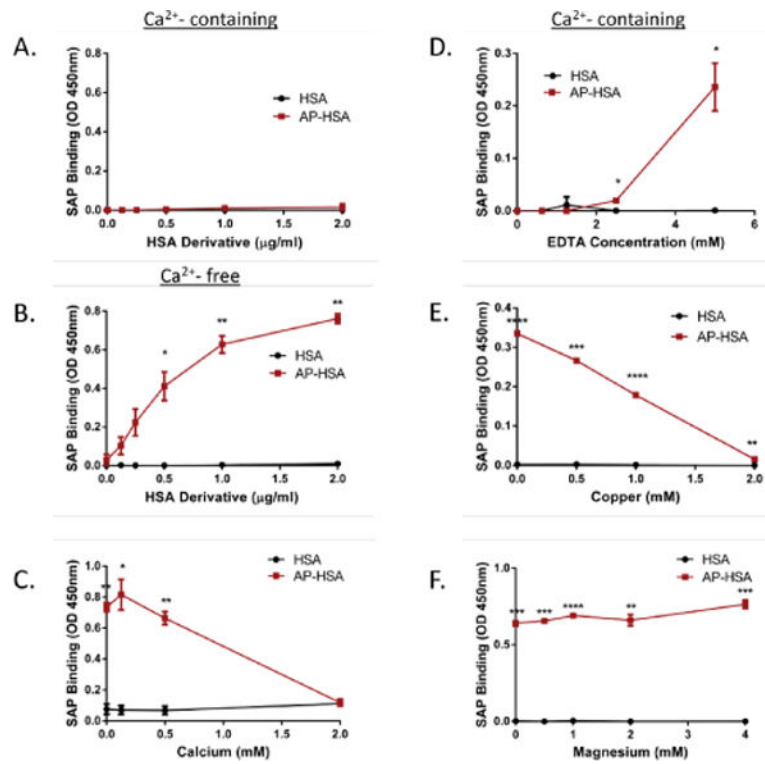 Ca²⁺- containing
A.
SAP Binding (OD 450nm)
0.8
0.6
0.4
0.2
0.0
HSA
AP-HSA
0.0 0.5 1.0 1.5 2.0
HSA Derivative (μg/ml)
Ca²⁺- free
B.
SAP Binding (OD 450nm)
0.8
0.6
0.4
0.2
0.0
* ** **
HSA
AP-HSA
0.0 0.5 1.0 1.5 2.0
HSA Derivative (μg/ml)
C.
SAP Binding (OD 450nm)
1.0
0.8
0.6
0.4
0.2
0.0
** * **
HSA
AP-HSA
0.0 0.5 1.0 1.5 2.0
Calcium (mM)
Ca²⁺- containing
D.
SAP Binding (OD 450nm)
0.3
0.2
0.1
0.0
* *
HSA
AP-HSA
0 2 4 6
EDTA Concentration (mM)
E.
SAP Binding (OD 450nm)
0.4
0.3
0.2
0.1
0.0
**** *** **** **
HSA
AP-HSA
0.0 0.5 1.0 1.5 2.0
Copper (mM)
F.
SAP Binding (OD 450nm)
1.0
0.5
0.0
*** *** **** ** ***
HSA
AP-HSA
0 1 2 3 4
Magnesium (mM)